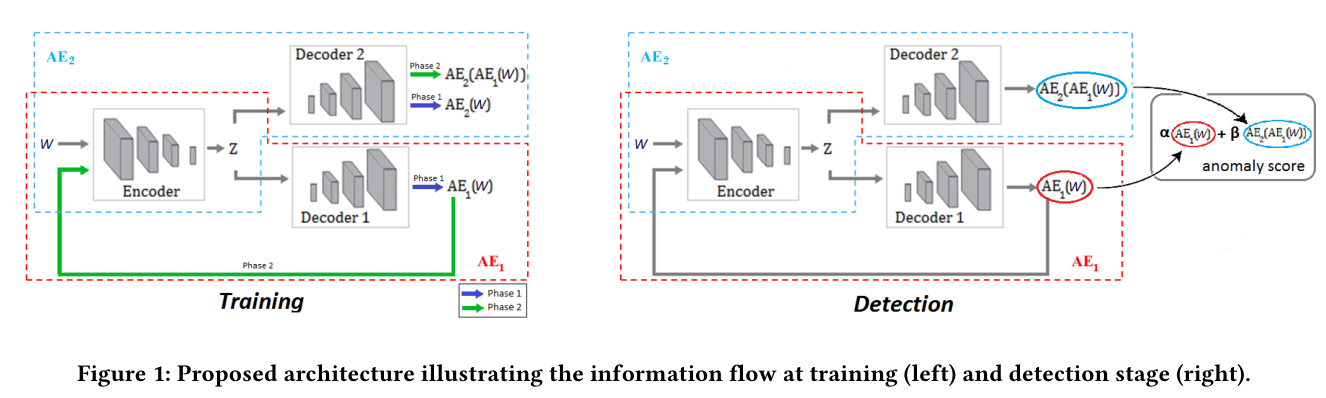 AE₂
Decoder 2
Phase 2
AE₂(AE₁(W))
Phase 1
AE₂(W)
W
Encoder
Z
Decoder 1
Phase 1
AE₁(W)
Phase 2
AE₁
Training
Phase 1
Phase 2
AE₂
Decoder 2
AE₂(AE₁(W))
W
Encoder
Z
Decoder 1
AE₁(W)
α AE₁(W) + β AE₂(AE₁(W))
anomaly score
AE₁
Detection
Figure 1: Proposed architecture illustrating the information flow at training (left) and detection stage (right).